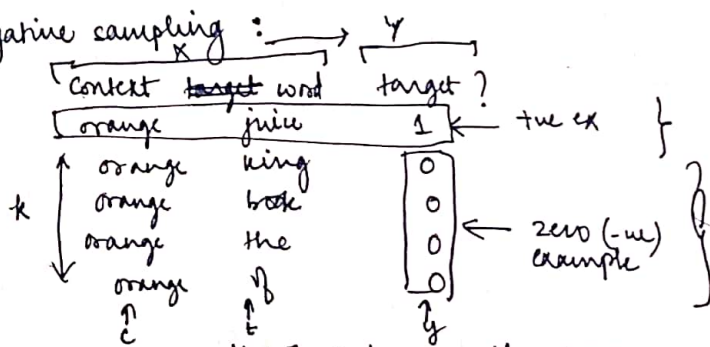 gative sampling : → y
x
context target word target ?
orange juice 1 ← +ve ex
orange king 0
k orange book 0
orange the 0 ← zero (-ve)
example
orange of 0
c t y